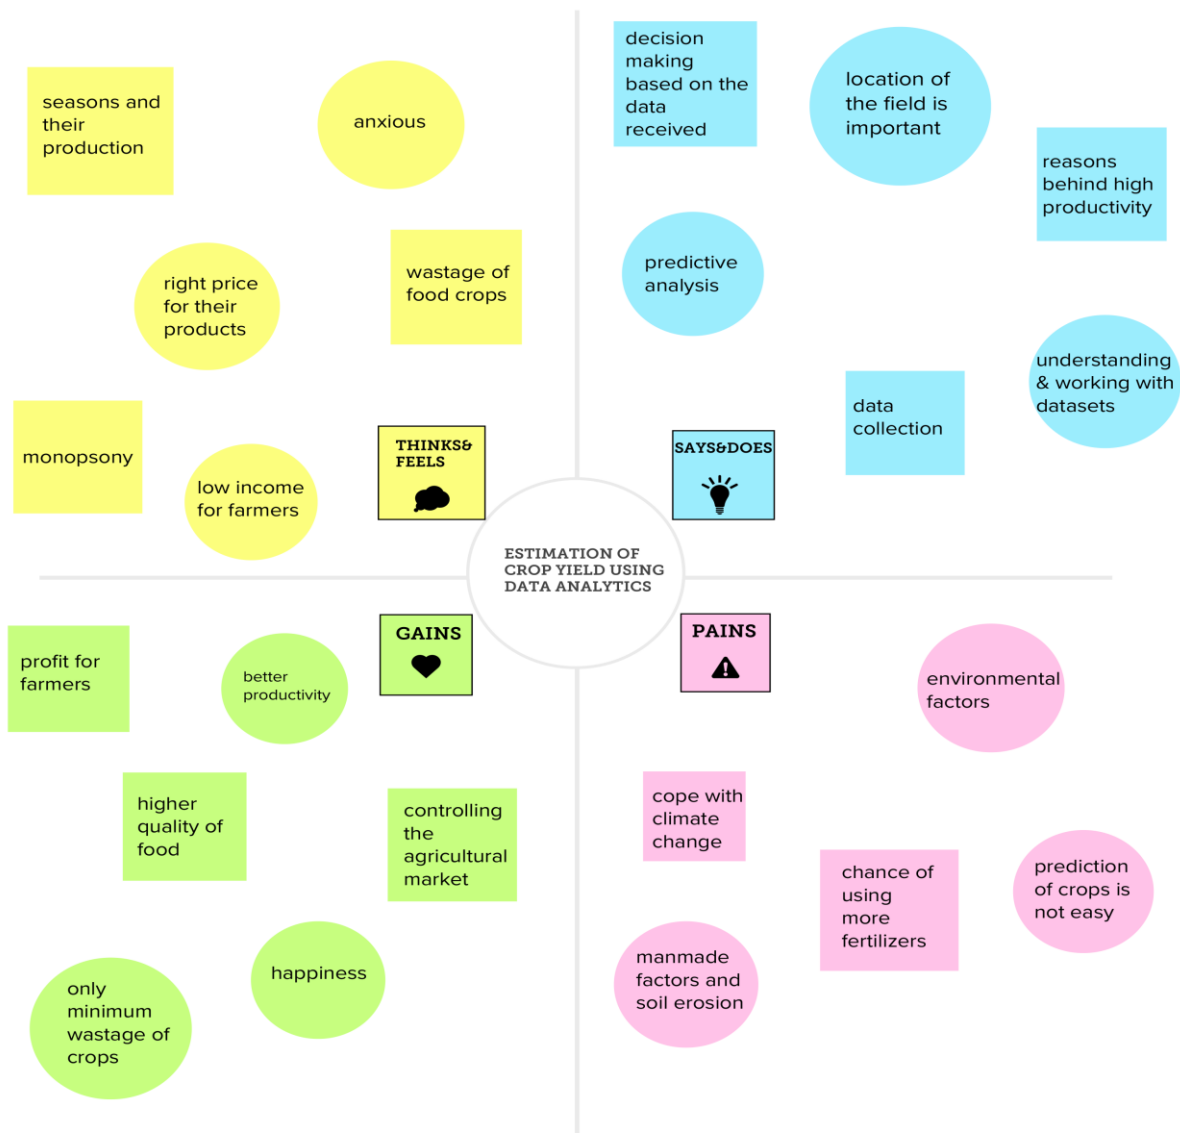 seasons and
their
production
anxious
right price
for their
products
wastage of
food crops
monopsony
low income
for farmers
THINKS&
FEELS
decision
making
based on the
data
received
location of
the field is
important
reasons
behind high
productivity
predictive
analysis
understanding
& working with
datasets
data
collection
SAYS&DOES
ESTIMATION OF
CROP YIELD USING
DATA ANALYTICS
GAINS
profit for
farmers
better
productivity
higher
quality of
food
controlling
the
agricultural
market
happiness
only
minimum
wastage of
crops
PAINS
environmental
factors
cope with
climate
change
chance of
using
more
fertilizers
prediction
of crops is
not easy
manmade
factors and
soil erosion